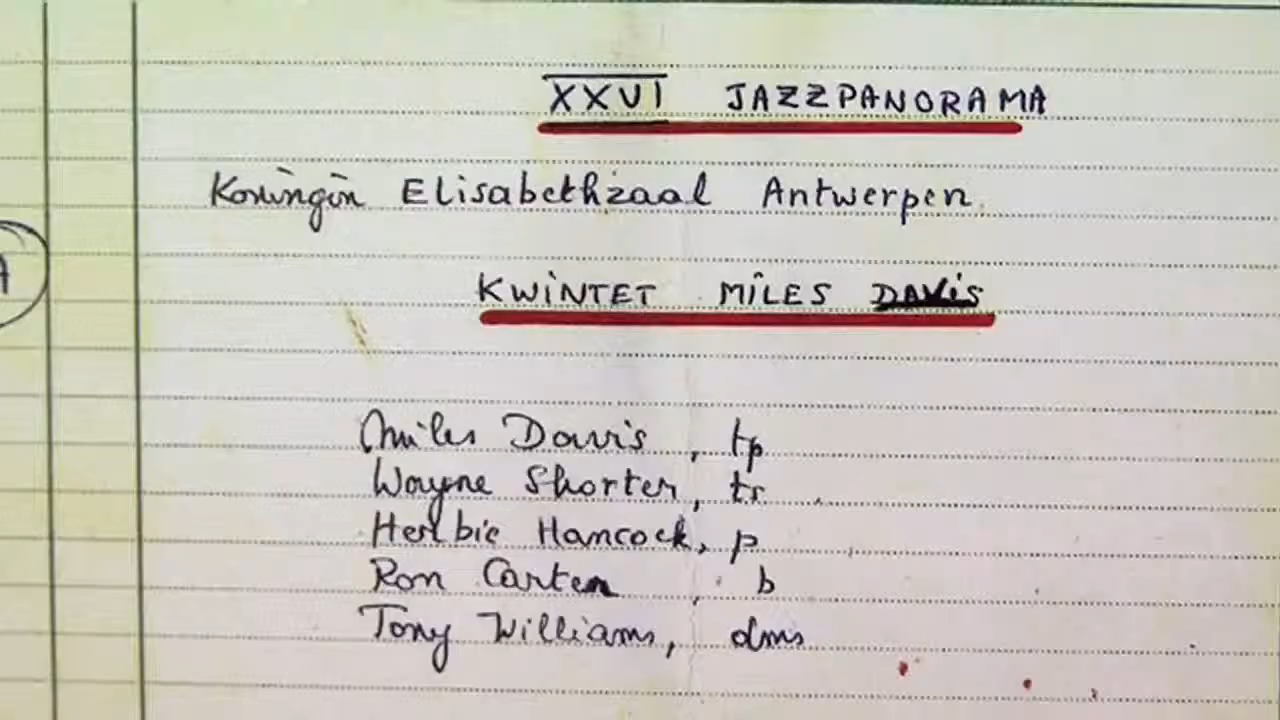 XXVI JAZZPANORAMA
Koningin Elisabethzaal Antwerpen.
KWINTET MILES DAVIS
Miles Davis, tp
Wayne Shorter, ts
Herbie Hancock, p
Ron Carter, b
Tony Williams, dms